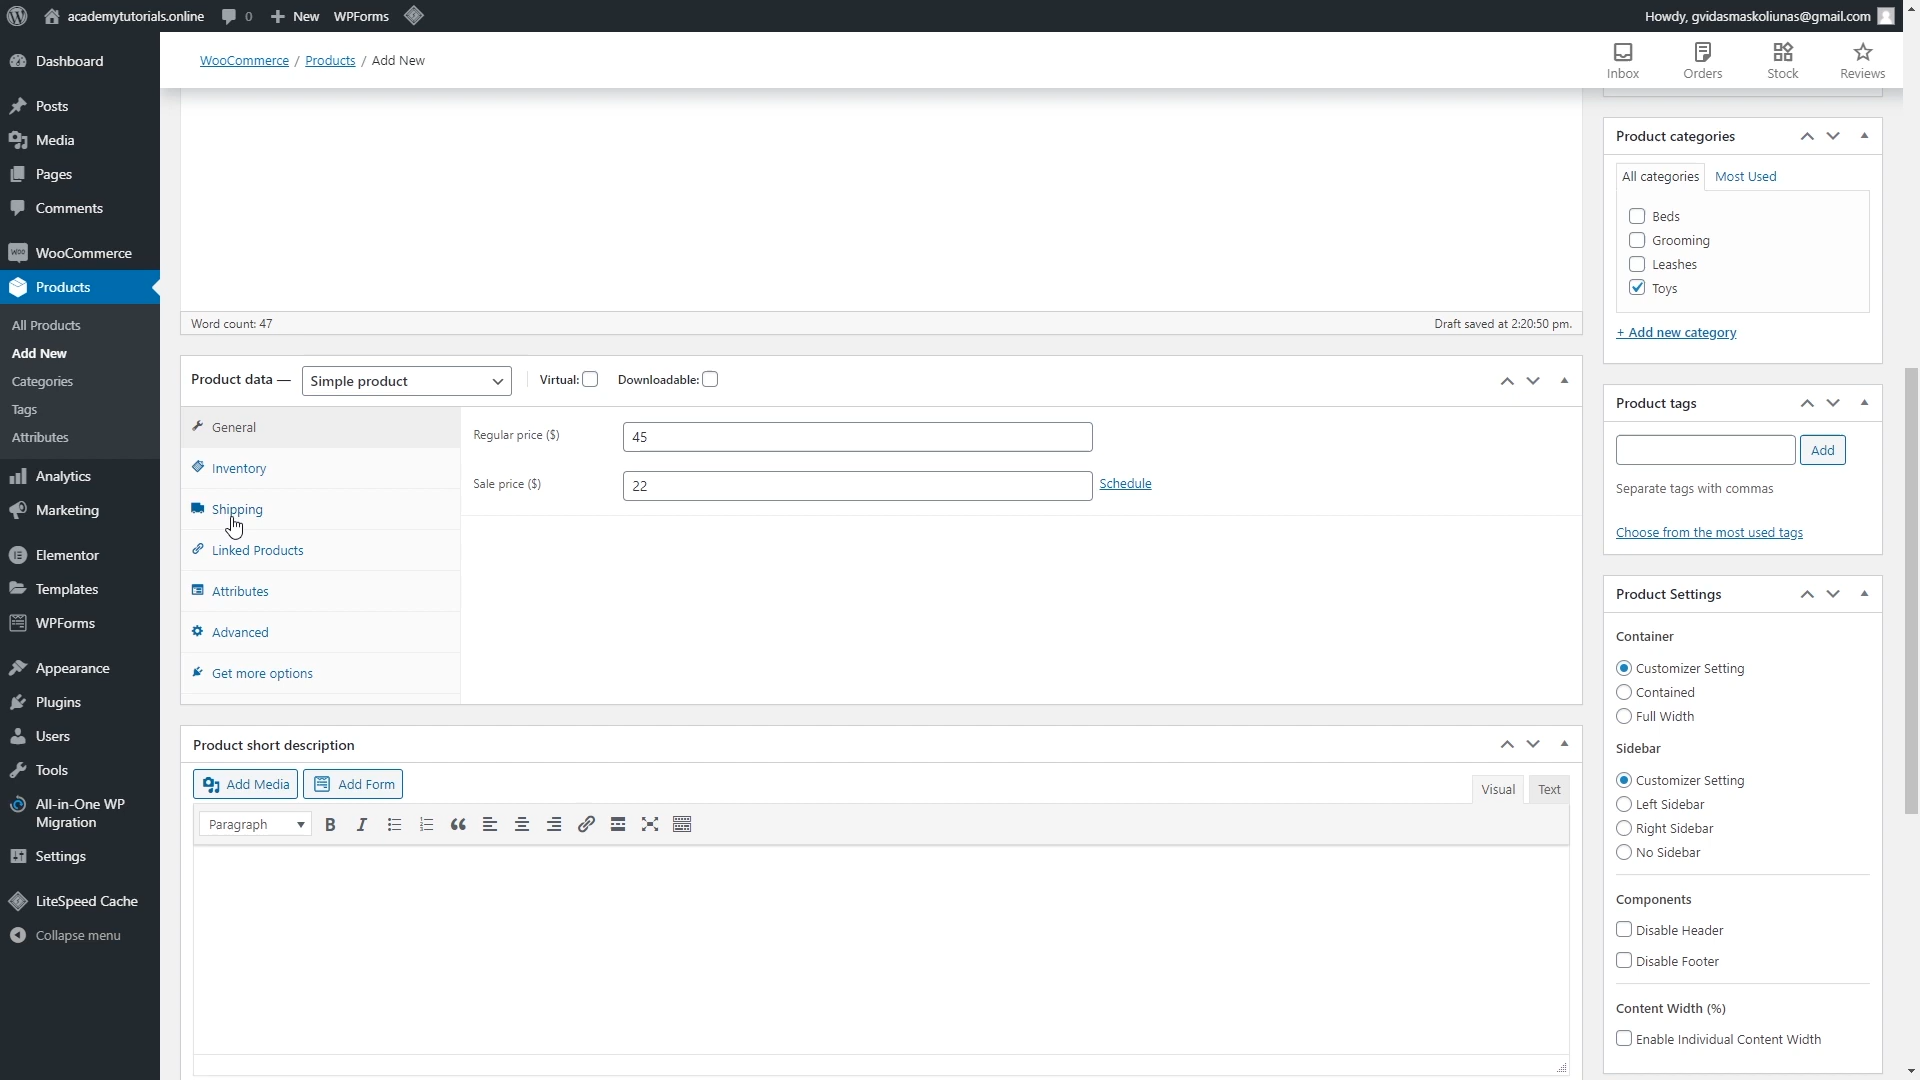 academytutorials.online 0 New WPForms Howdy, gvidasmaskoliunas@gmail.com
WooCommerce / Products / Add New
Inbox Orders Stock Reviews
Dashboard
Posts
Media
Pages
Comments
WooCommerce
Products
All Products
Add New
Categories
Tags
Attributes
Analytics
Marketing
Elementor
Templates
WPForms
Appearance
Plugins
Users
Tools
All-in-One WP
Migration
Settings
LiteSpeed Cache
Collapse menu
Word count: 47 Draft saved at 2:20:50 pm.
Product data — Simple product Virtual: Downloadable:
General
Inventory
Shipping
Linked Products
Attributes
Advanced
Get more options
Regular price ($) 45
Sale price ($) 22 Schedule
Product short description
Add Media Add Form Visual Text
Paragraph B I
Product categories
All categories Most Used
Beds
Grooming
Leashes
Toys
+ Add new category
Product tags
Add
Separate tags with commas
Choose from the most used tags
Product Settings
Container
Customizer Setting
Contained
Full Width
Sidebar
Customizer Setting
Left Sidebar
Right Sidebar
No Sidebar
Components
Disable Header
Disable Footer
Content Width (%)
Enable Individual Content Width